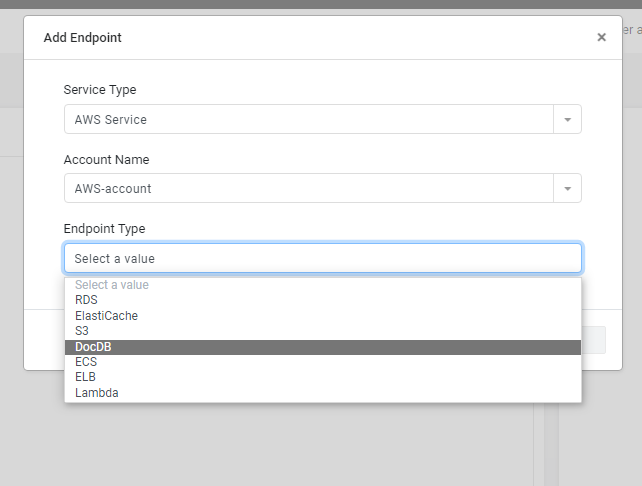 Add Endpoint ×
er a
Service Type
AWS Service
Account Name
AWS-account
Endpoint Type
Select a value
Select a value
RDS
ElastiCache
S3
DocDB
ECS
ELB
Lambda